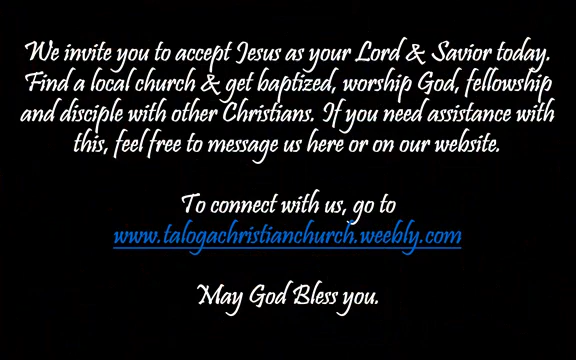 We invite you to accept Jesus as your Lord & Savior today.
Find a local church & get baptized, worship God, fellowship
and disciple with other Christians. If you need assistance with
this, feel free to message us here or on our website.
To connect with us, go to
www.talogachristianchurch.weebly.com
May God Bless you.